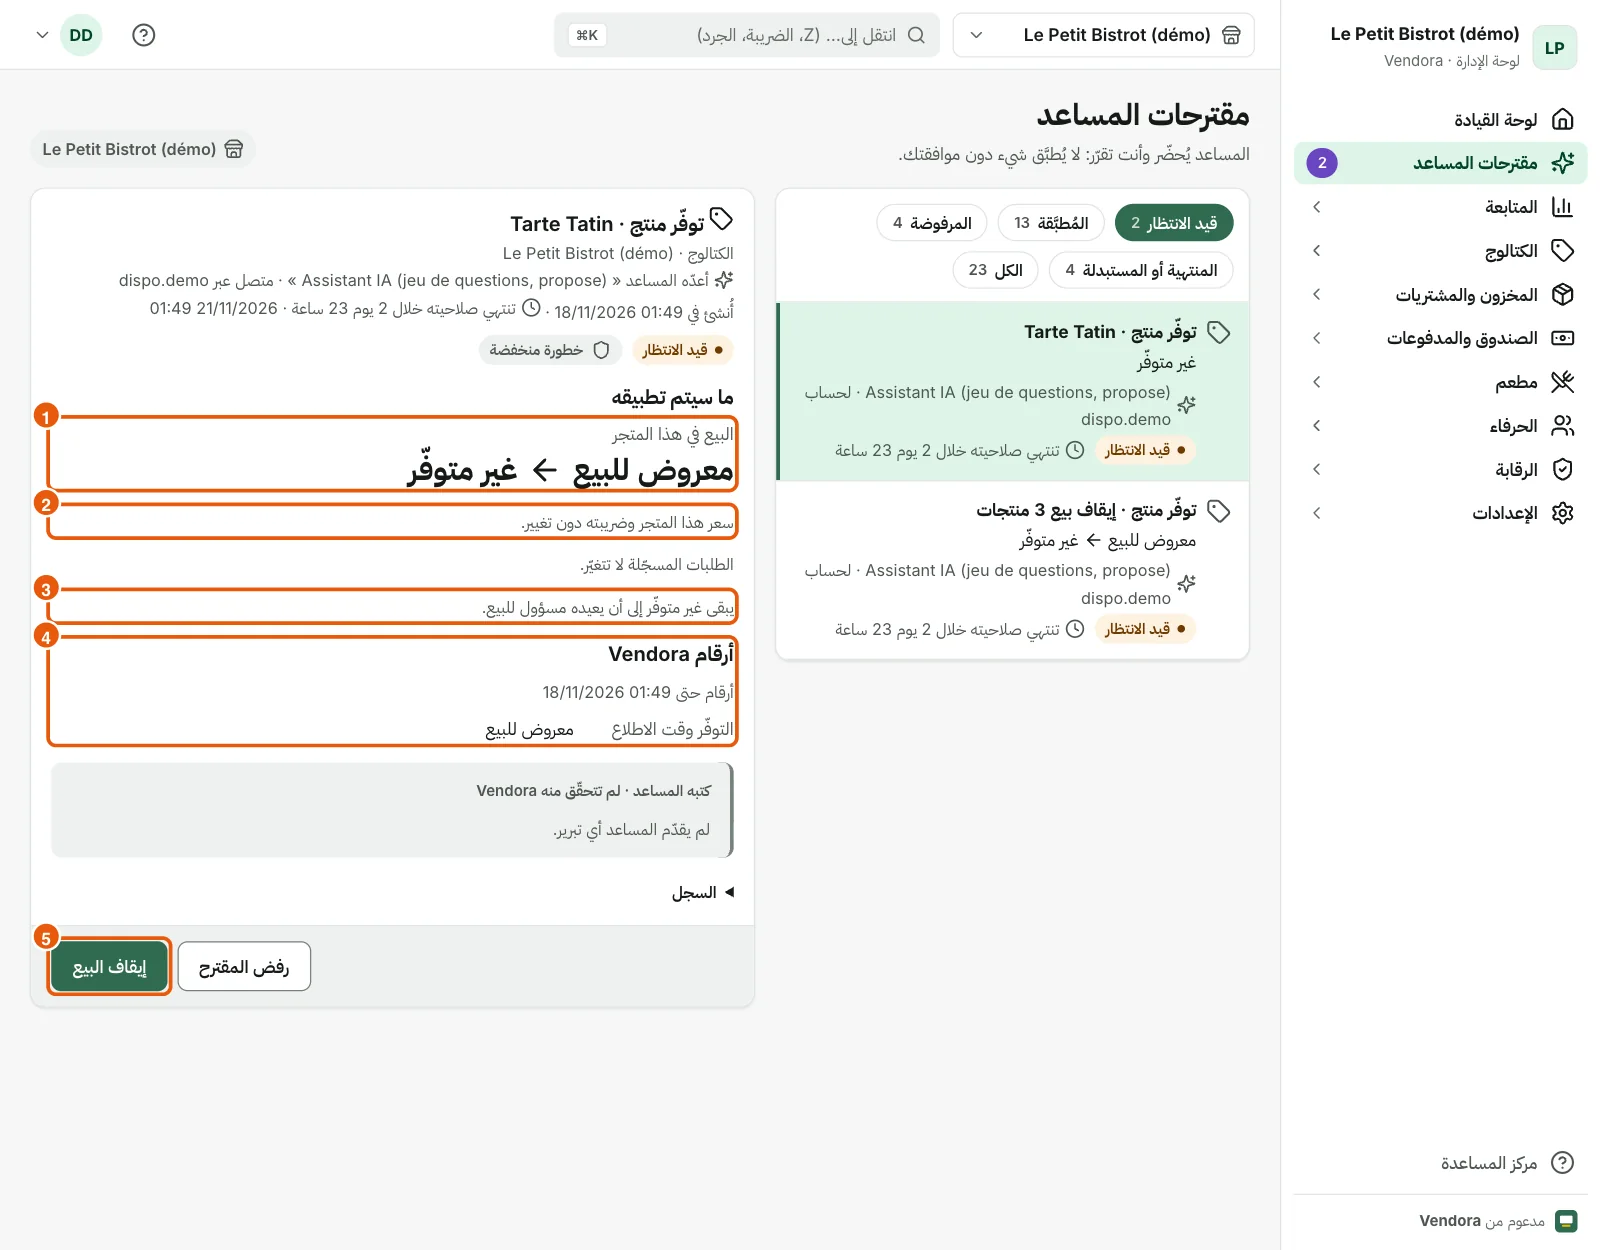 Le Petit Bistrot (démo)
لوحة الإدارة · Vendora
LP
لوحة القيادة
مقترحات المساعد
2
المتابعة
الكتالوج
المخزون والمشتريات
الصندوق والمدفوعات
مطعم
الحرفاء
الرقابة
الإعدادات
مركز المساعدة
مدعوم من Vendora
Le Petit Bistrot (démo)
انتقل إلى... (Z، الضريبة، الجرد)
⌘K
DD
مقترحات المساعد
المساعد يُحضّر وأنت تقرّر: لا يُطبَّق شيء دون موافقتك.
Le Petit Bistrot (démo)
قيد الانتظار 2
المُطبَّقة 13
المرفوضة 4
المنتهية أو المستبدلة 4
الكل 23
توفّر منتج · Tarte Tatin
غير متوفّر
Assistant IA (jeu de questions, propose) · لحساب
dispo.demo
قيد الانتظار
تنتهي صلاحيته خلال 2 يوم 23 ساعة
توفّر منتج · إيقاف بيع 3 منتجات
معروض للبيع ← غير متوفّر
Assistant IA (jeu de questions, propose) · لحساب
dispo.demo
قيد الانتظار
تنتهي صلاحيته خلال 2 يوم 23 ساعة
توفّر منتج · Tarte Tatin
الكتالوج · Le Petit Bistrot (démo)
أعدّه المساعد « Assistant IA (jeu de questions, propose) » · متصل عبر dispo.demo
أُنشئ في 18/11/2026 01:49 · تنتهي صلاحيته خلال 2 يوم 23 ساعة · 21/11/2026 01:49
قيد الانتظار
خطورة منخفضة
ما سيتم تطبيقه
1
البيع في هذا المتجر
معروض للبيع ← غير متوفّر
2
سعر هذا المتجر وضريبته دون تغيير.
الطلبات المسجّلة لا تتغيّر.
3
يبقى غير متوفّر إلى أن يعيده مسؤول للبيع.
4
أرقام Vendora
أرقام حتى 18/11/2026 01:49
التوفّر وقت الاطلاع معروض للبيع
كتبه المساعد · لم تتحقّق منه Vendora
لم يقدّم المساعد أي تبرير.
السجل
رفض المقترح
5
إيقاف البيع